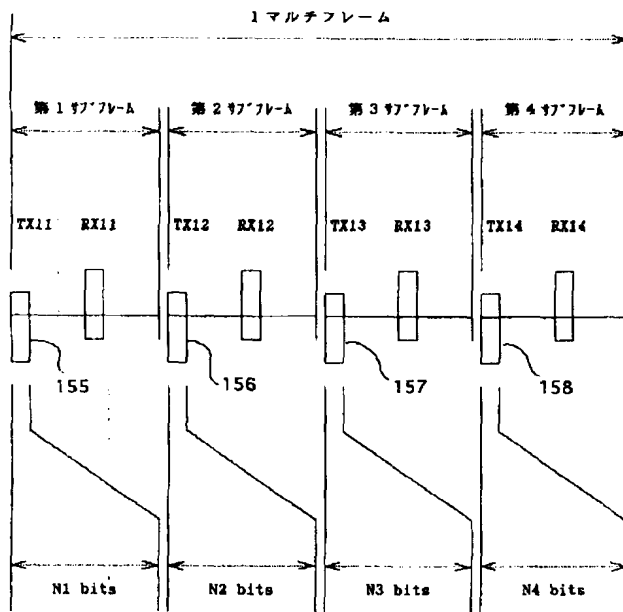 1マルチフレーム
第1サブフレーム 第2サブフレーム 第3サブフレーム 第4サブフレーム
TX11 RX11 TX12 RX12 TX13 RX13 TX14 RX14
155 156 157 158
N1 bits N2 bits N3 bits N4 bits